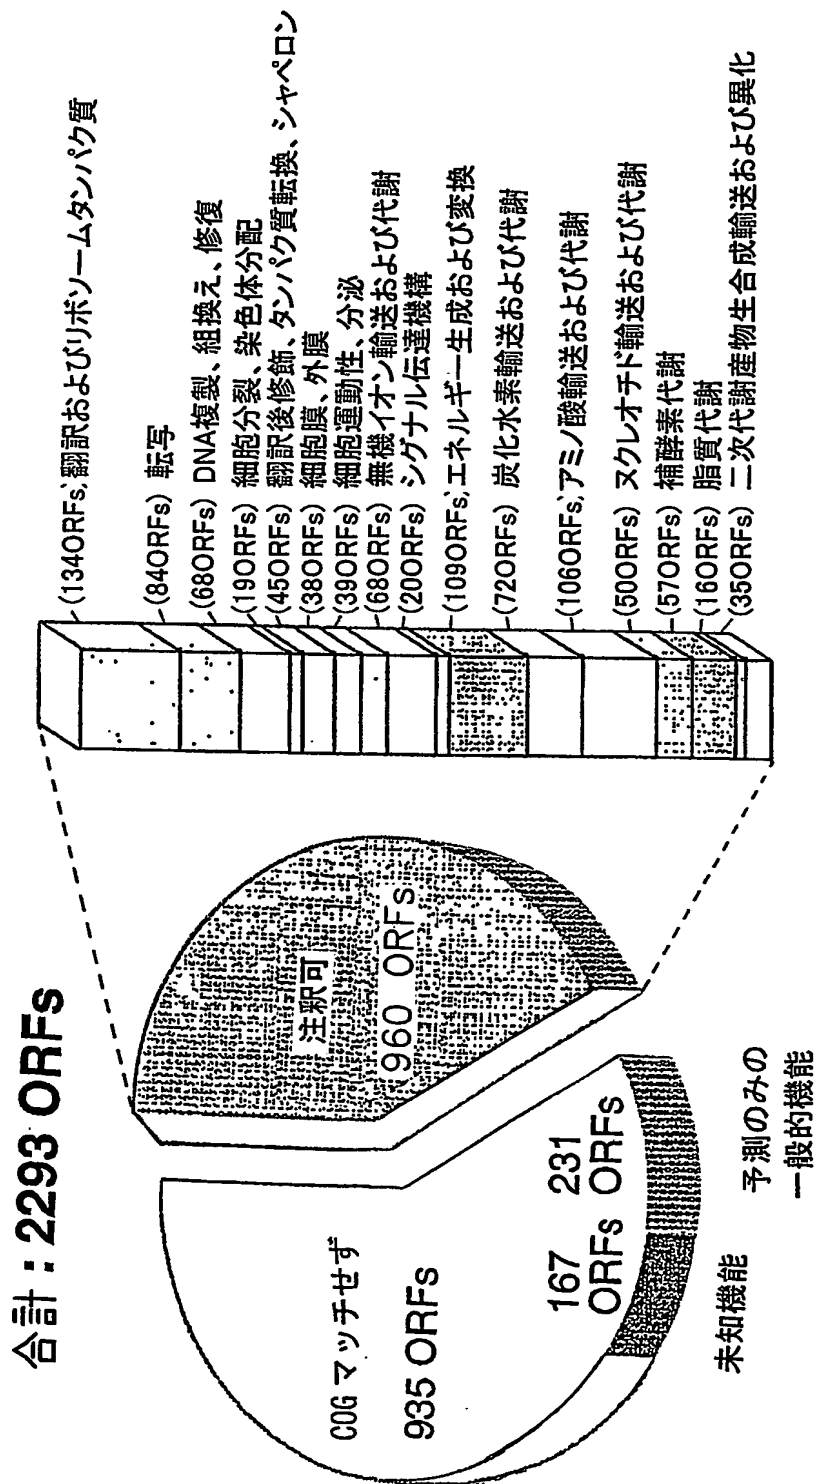 合計：2293 ORFs
COG マッチせず
935 ORFs
167
ORFs
231
ORFs
未知機能
予測のみの
一般的機能
注釈可
960 ORFs
(134ORFs) 翻訳およびリボソームタンパク質
(84ORFs) 転写
(68ORFs) DNA複製、組換え、修復
(19ORFs) 細胞分裂、染色体分配
(45ORFs) 翻訳後修飾、タンパク質転換、シャペロン
(38ORFs) 細胞膜、外膜
(39ORFs) 細胞運動性、分泌
(68ORFs) 無機イオン輸送および代謝
(20ORFs) シグナル伝達機構
(109ORFs) エネルギー生成および変換
(72ORFs) 炭化水素輸送および代謝
(106ORFs) アミノ酸輸送および代謝
(50ORFs) ヌクレオチド輸送および代謝
(57ORFs) 補酵素代謝
(16ORFs) 脂質代謝
(35ORFs) 二次代謝産物生合成輸送および異化